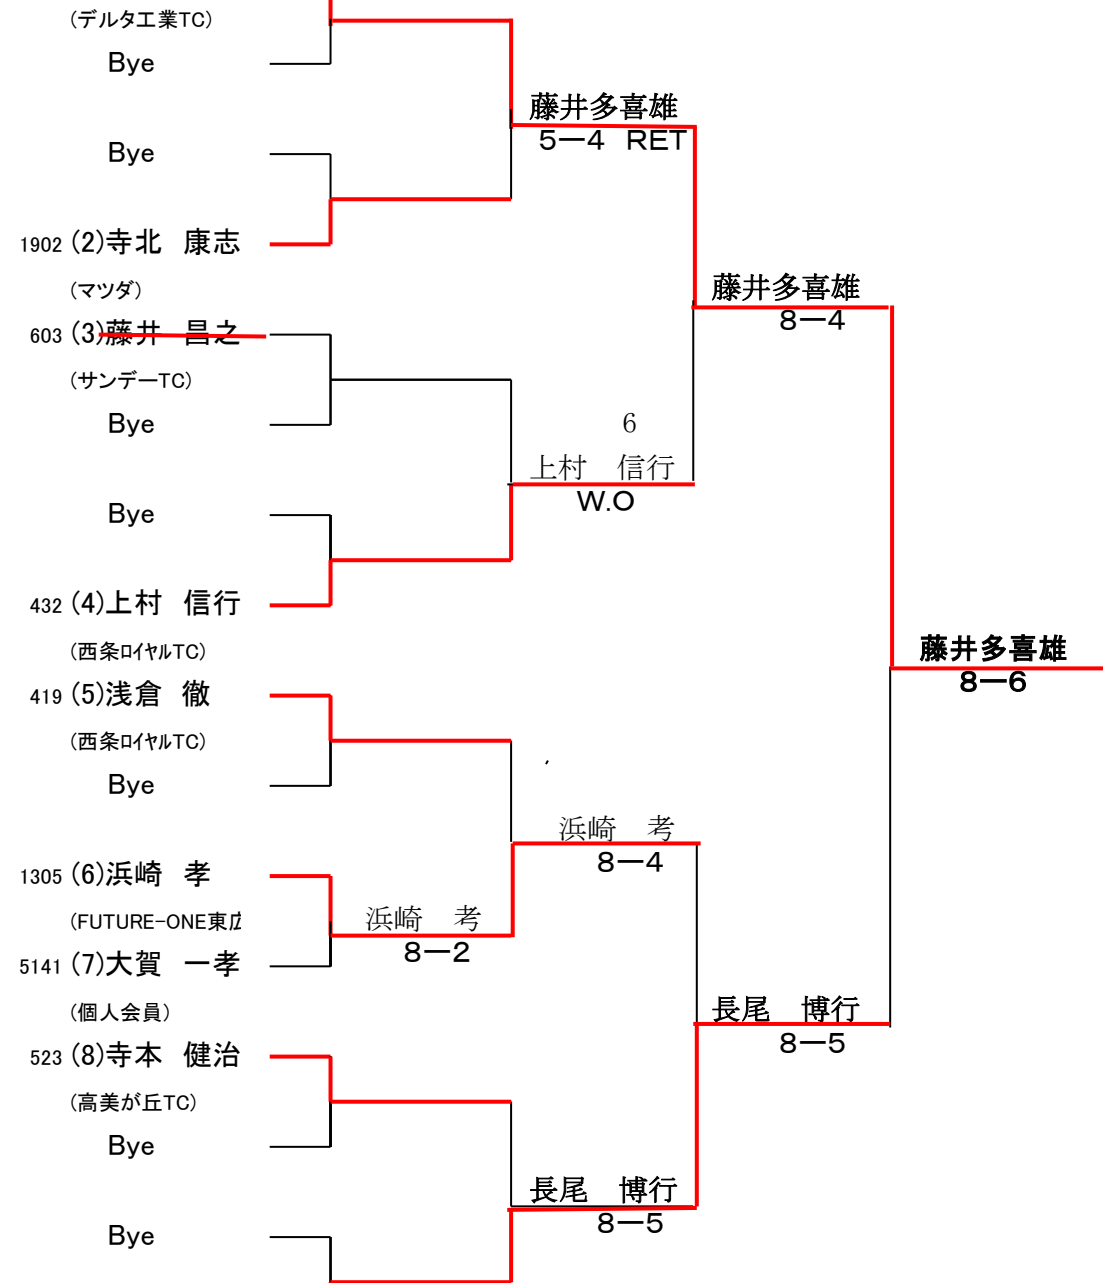 (デルタ工業TC)
Bye
藤井多喜雄
5－4　RET
Bye
1902 (2)寺北　康志
(マツダ)
藤井多喜雄
8－4
603 (3)藤井　昌之
(サンデーTC)
Bye
6
上村　信行
W.O
Bye
432 (4)上村　信行
(西条ロイヤルTC)
藤井多喜雄
8－6
419 (5)浅倉　徹
(西条ロイヤルTC)
Bye
浜崎　考
8－4
1305 (6)浜崎　孝
(FUTURE-ONE東広
浜崎　考
8－2
5141 (7)大賀　一孝
(個人会員)
長尾　博行
8－5
523 (8)寺本　健治
(高美が丘TC)
Bye
長尾　博行
8－5
Bye